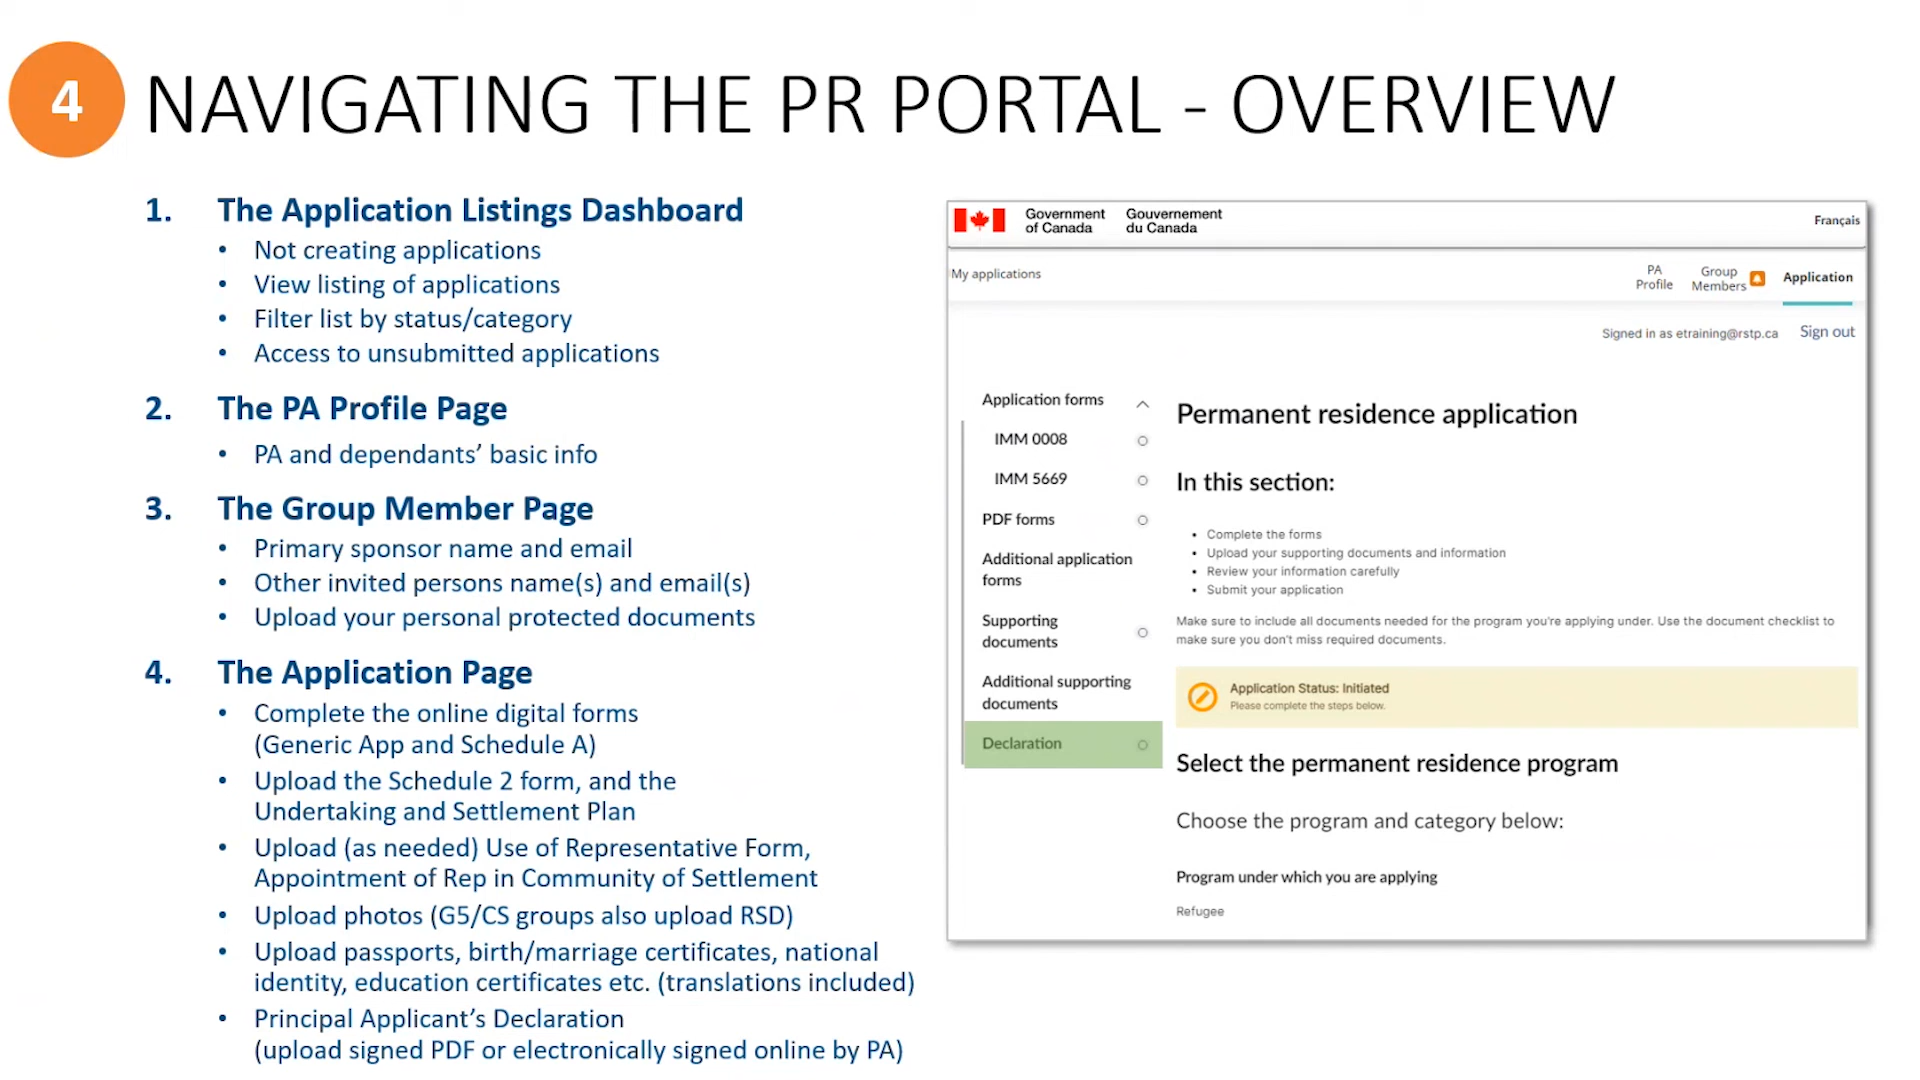 4
NAVIGATING THE PR PORTAL - OVERVIEW
1. The Application Listings Dashboard
• Not creating applications
• View listing of applications
• Filter list by status/category
• Access to unsubmitted applications
2. The PA Profile Page
• PA and dependants’ basic info
3. The Group Member Page
• Primary sponsor name and email
• Other invited persons name(s) and email(s)
• Upload your personal protected documents
4. The Application Page
• Complete the online digital forms
(Generic App and Schedule A)
• Upload the Schedule 2 form, and the
Undertaking and Settlement Plan
• Upload (as needed) Use of Representative Form,
Appointment of Rep in Community of Settlement
• Upload photos (G5/CS groups also upload RSD)
• Upload passports, birth/marriage certificates, national
identity, education certificates etc. (translations included)
• Principal Applicant’s Declaration
(upload signed PDF or electronically signed online by PA)
Government
of Canada
Gouvernement
du Canada
Français
My applications
PA
Profile
Group
Members
Application
Signed in as etraining@rstp.ca
Sign out
Application forms
IMM 0008
IMM 5669
PDF forms
Additional application
forms
Supporting
documents
Additional supporting
documents
Declaration
Permanent residence application
In this section:
• Complete the forms
• Upload your supporting documents and information
• Review your information carefully
• Submit your application
Make sure to include all documents needed for the program you're applying under. Use the document checklist to
make sure you don't miss required documents.
Application Status: Initiated
Please complete the steps below.
Select the permanent residence program
Choose the program and category below:
Program under which you are applying
Refugee